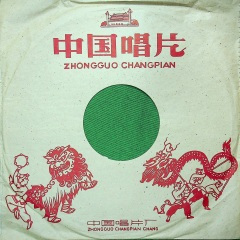 中国唱片
ZHONGGUO CHANGPIAN
中国唱片厂
ZHONGGUO CHANGPIAN CHANG